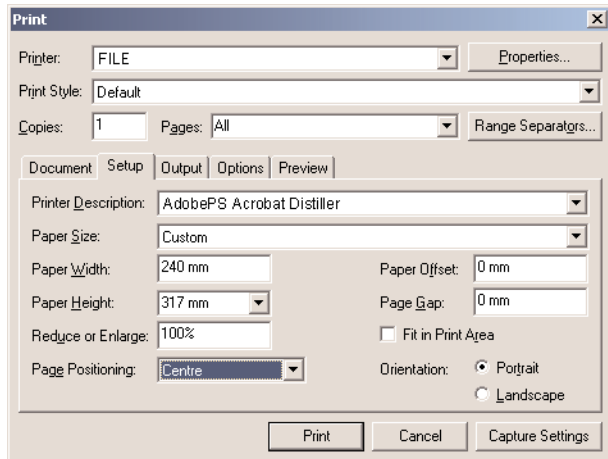 Print
Printer: FILE Properties...
Print Style: Default
Copies: 1 Pages: All Range Separators...
Document Setup Output Options Preview
Printer Description: AdobePS Acrobat Distiller
Paper Size: Custom
Paper Width: 240 mm Paper Offset: 0 mm
Paper Height: 317 mm Page Gap: 0 mm
Reduce or Enlarge: 100% Fit in Print Area
Page Positioning: Centre Orientation: Portrait
Landscape
Print Cancel Capture Settings